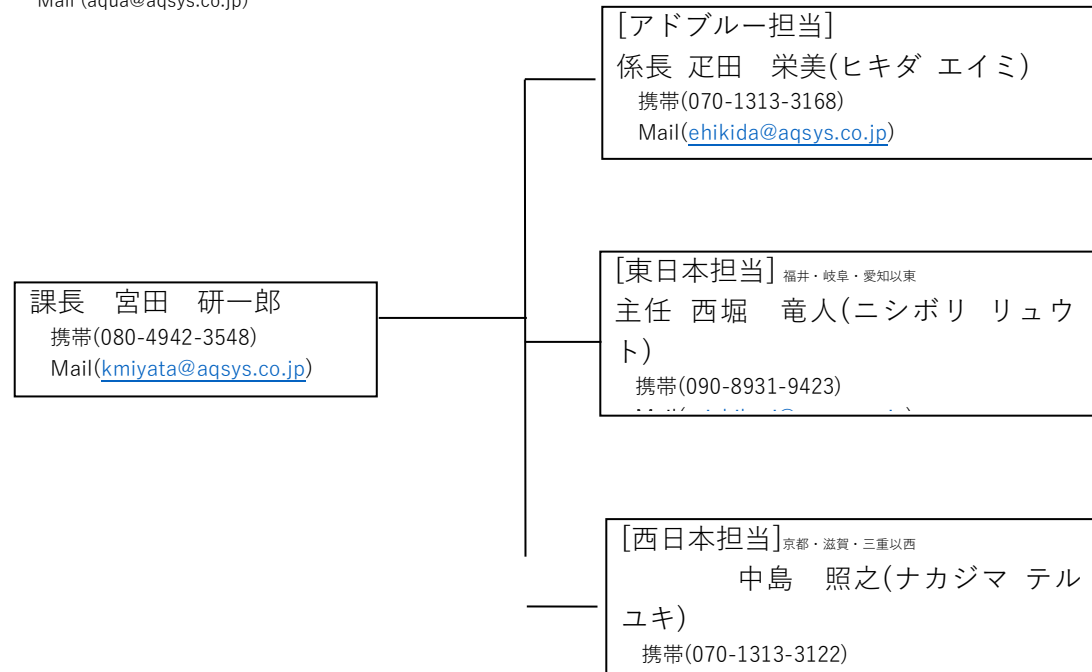 Mail (aqua@aqsys.co.jp)
[アドブルー担当]
係長 疋田　栄美(ヒキダ エイミ)
携帯(070-1313-3168)
Mail(ehikida@aqsys.co.jp)
[東日本担当] 福井・岐阜・愛知以東
主任 西堀　竜人(ニシボリ リュウ
ト)
携帯(090-8931-9423)
課長　宮田　研一郎
携帯(080-4942-3548)
Mail(kmiyata@aqsys.co.jp)
[西日本担当]京都・滋賀・三重以西
中島　照之(ナカジマ テル
ユキ)
携帯(070-1313-3122)